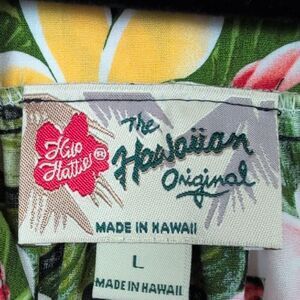 Hilo
Hattie ®
The
Hawaiian
Original
MADE IN HAWAII
L
MADE IN HAWAII